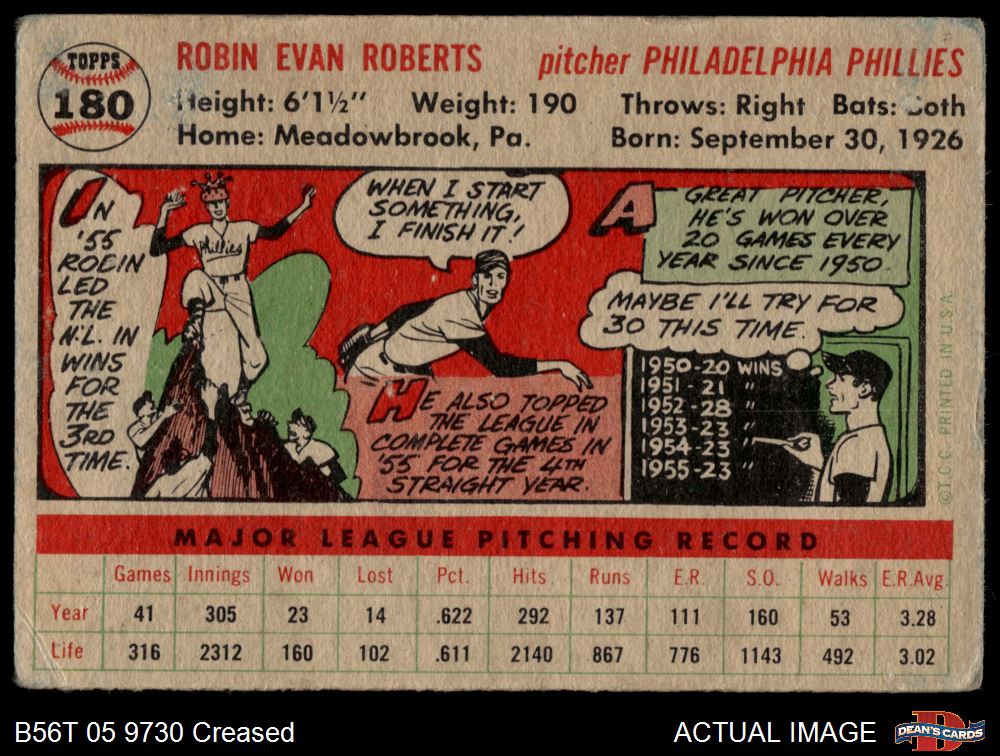 TOPPS
180
ROBIN EVAN ROBERTS pitcher PHILADELPHIA PHILLIES
Height: 6'1½" Weight: 190 Throws: Right Bats: Both
Home: Meadowbrook, Pa. Born: September 30, 1926
IN
'55
ROBIN
LED
THE
N.L. IN
WINS
FOR
THE
3RD
TIME.
Phillies
WHEN I START
SOMETHING,
I FINISH IT!
HE ALSO TOPPED
THE LEAGUE IN
COMPLETE GAMES IN
'55 FOR THE 4TH
STRAIGHT YEAR.
A GREAT PITCHER,
HE'S WON OVER
20 GAMES EVERY
YEAR SINCE 1950.
MAYBE I'LL TRY FOR
30 THIS TIME.
1950-20 WINS
1951-21 "
1952-28 "
1953-23 "
1954-23 "
1955-23 "
©T.C.C. PRINTED IN U.S.A.
MAJOR LEAGUE PITCHING RECORD
Games Innings Won Lost Pct. Hits Runs E.R. S.O. Walks E.R.Avg.
Year 41 305 23 14 .622 292 137 111 160 53 3.28
Life 316 2312 160 102 .611 2140 867 776 1143 492 3.02
B56T 05 9730 Creased ACTUAL IMAGE
DEAN'S CARDS